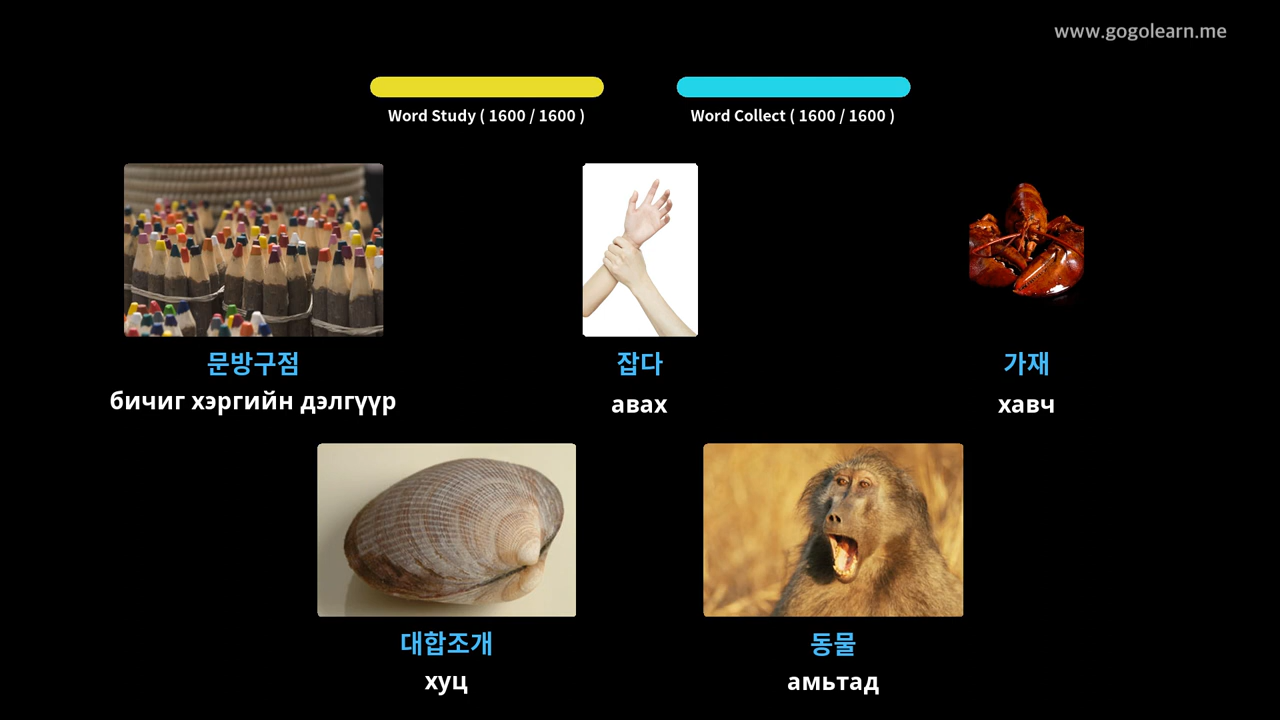 www.gogolearn.me
Word Study ( 1600 / 1600 )
Word Collect ( 1600 / 1600 )
문방구점
бичиг хэргийн дэлгүүр
잡다
авах
가재
хавч
대합조개
хуц
동물
амьтад